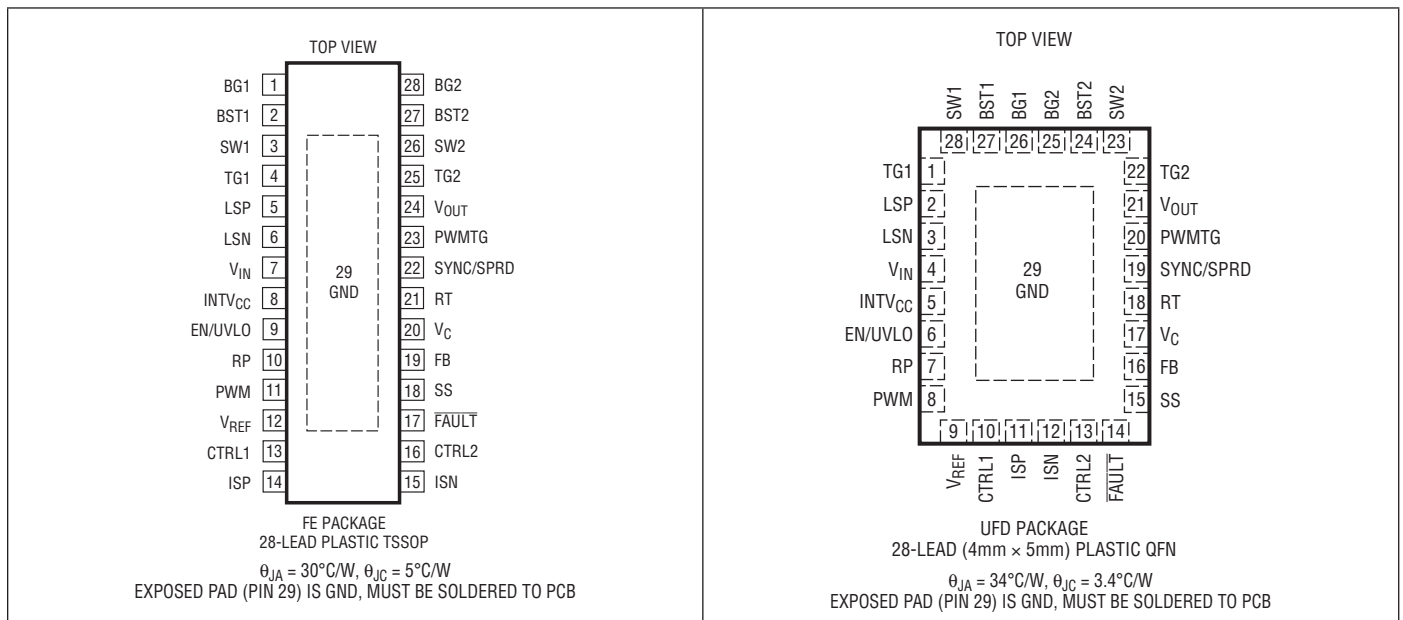 TOP VIEW
BG1 1
BST1 2
SW1 3
TG1 4
LSP 5
LSN 6
VIN 7
INTVCC 8
EN/UVLO 9
RP 10
PWM 11
VREF 12
CTRL1 13
ISP 14
28 BG2
27 BST2
26 SW2
25 TG2
24 VOUT
23 PWMTG
22 SYNC/SPRD
21 RT
20 VC
19 FB
18 SS
17 FAULT
16 CTRL2
15 ISN
29
GND
FE PACKAGE
28-LEAD PLASTIC TSSOP
θJA = 30°C/W, θJC = 5°C/W
EXPOSED PAD (PIN 29) IS GND, MUST BE SOLDERED TO PCB
TOP VIEW
SW1 BST1 BG1 BG2 BST2 SW2
28 27 26 25 24 23
TG1 1
LSP 2
LSN 3
VIN 4
INTVCC 5
EN/UVLO 6
RP 7
PWM 8
22 TG2
21 VOUT
20 PWMTG
19 SYNC/SPRD
18 RT
17 VC
16 FB
15 SS
29
GND
9 10 11 12 13 14
VREF CTRL1 ISP ISN CTRL2 FAULT
UFD PACKAGE
28-LEAD (4mm × 5mm) PLASTIC QFN
θJA = 34°C/W, θJC = 3.4°C/W
EXPOSED PAD (PIN 29) IS GND, MUST BE SOLDERED TO PCB